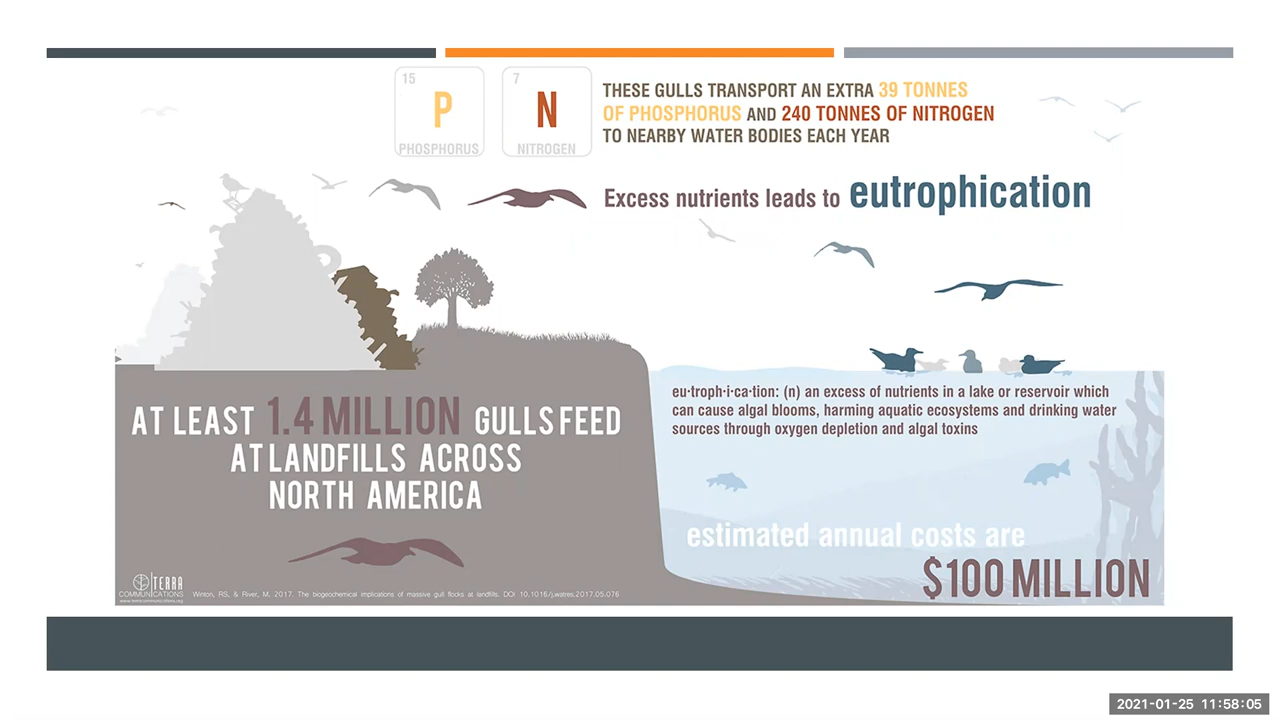 15
P
PHOSPHORUS
7
N
NITROGEN
THESE GULLS TRANSPORT AN EXTRA 39 TONNES
OF PHOSPHORUS AND 240 TONNES OF NITROGEN
TO NEARBY WATER BODIES EACH YEAR
Excess nutrients leads to eutrophication
AT LEAST 1.4 MILLION GULLS FEED
AT LANDFILLS ACROSS
NORTH AMERICA
eu·troph·i·ca·tion: (n) an excess of nutrients in a lake or reservoir which
can cause algal blooms, harming aquatic ecosystems and drinking water
sources through oxygen depletion and algal toxins
estimated annual costs are
$100 MILLION
TERRA
COMMUNICATIONS
www.terracommunications.org
Winton, RS, & River, M. 2017. The biogeochemical implications of massive gull flocks at landfills. DOI 10.1016/j.watres.2017.05.076
2021-01-25 11:58:05